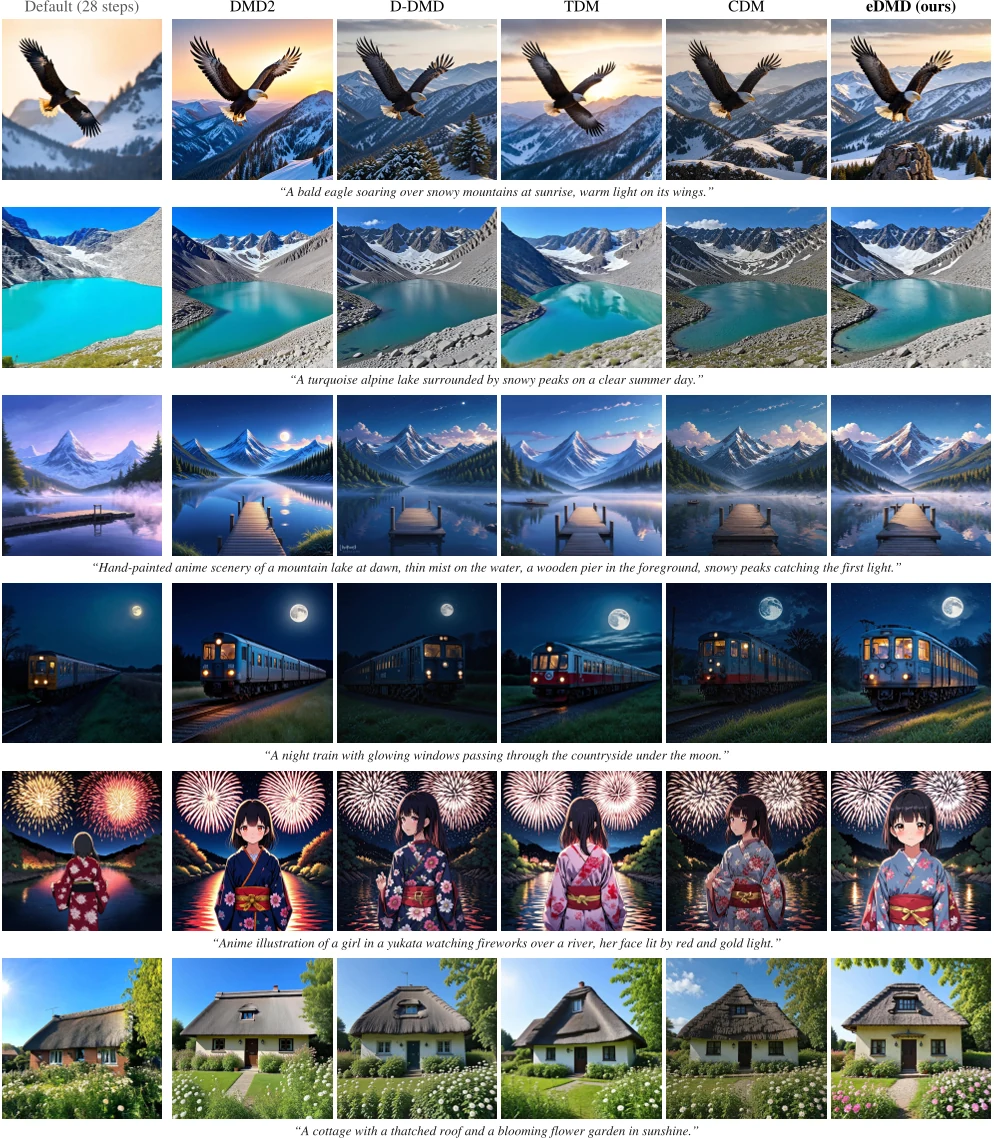 Default (28 steps) DMD2 D-DMD TDM CDM eDMD (ours)
“A bald eagle soaring over snowy mountains at sunrise, warm light on its wings.”
“A turquoise alpine lake surrounded by snowy peaks on a clear summer day.”
“Hand-painted anime scenery of a mountain lake at dawn, thin mist on the water, a wooden pier in the foreground, snowy peaks catching the first light.”
“A night train with glowing windows passing through the countryside under the moon.”
“Anime illustration of a girl in a yukata watching fireworks over a river, her face lit by red and gold light.”
“A cottage with a thatched roof and a blooming flower garden in sunshine.”